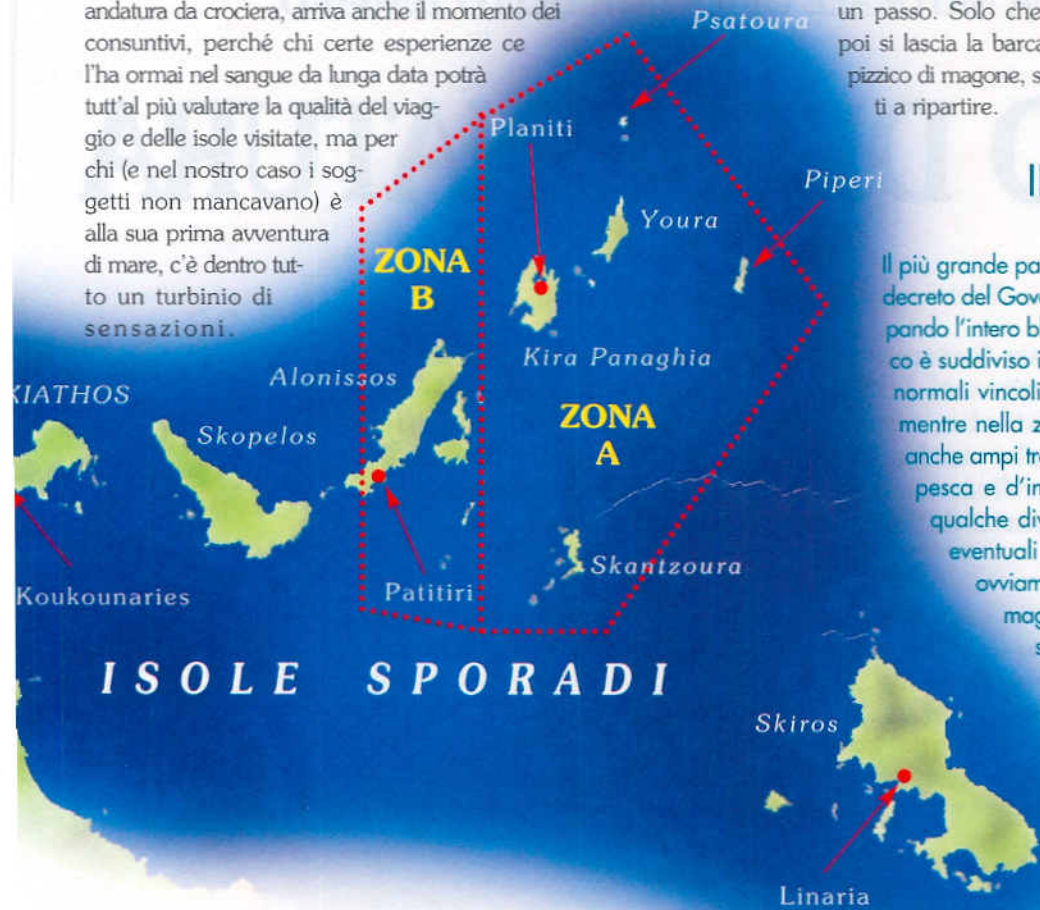 andatura da crociera, arriva anche il momento dei
consuntivi, perché chi certe esperienze ce
l'ha ormai nel sangue da lunga data potrà
tutt'al più valutare la qualità del viag-
gio e delle isole visitate, ma per
chi (e nel nostro caso i sog-
getti non mancavano) è
alla sua prima avventura
di mare, c'è dentro tut-
to un turbinio di
sensazioni.
un passo. Solo che
poi si lascia la barca
pizzico di magone, s
ti a ripartire.
Il più grande pa
decreto del Gove
pando l'intero bl
co è suddiviso i
normali vincoli
mentre nella z
anche ampi tr
pesca e d'in
qualche div
eventuali
ovviam
mag
s
Psatoura
Planiti
Piperi
Youra
ZONA
B
Kira Panaghia
Alonissos
KIATHOS
Skopelos
ZONA
A
Skantzoura
Koukounaries
Patitiri
ISOLE SPORADI
Skiros
Linaria